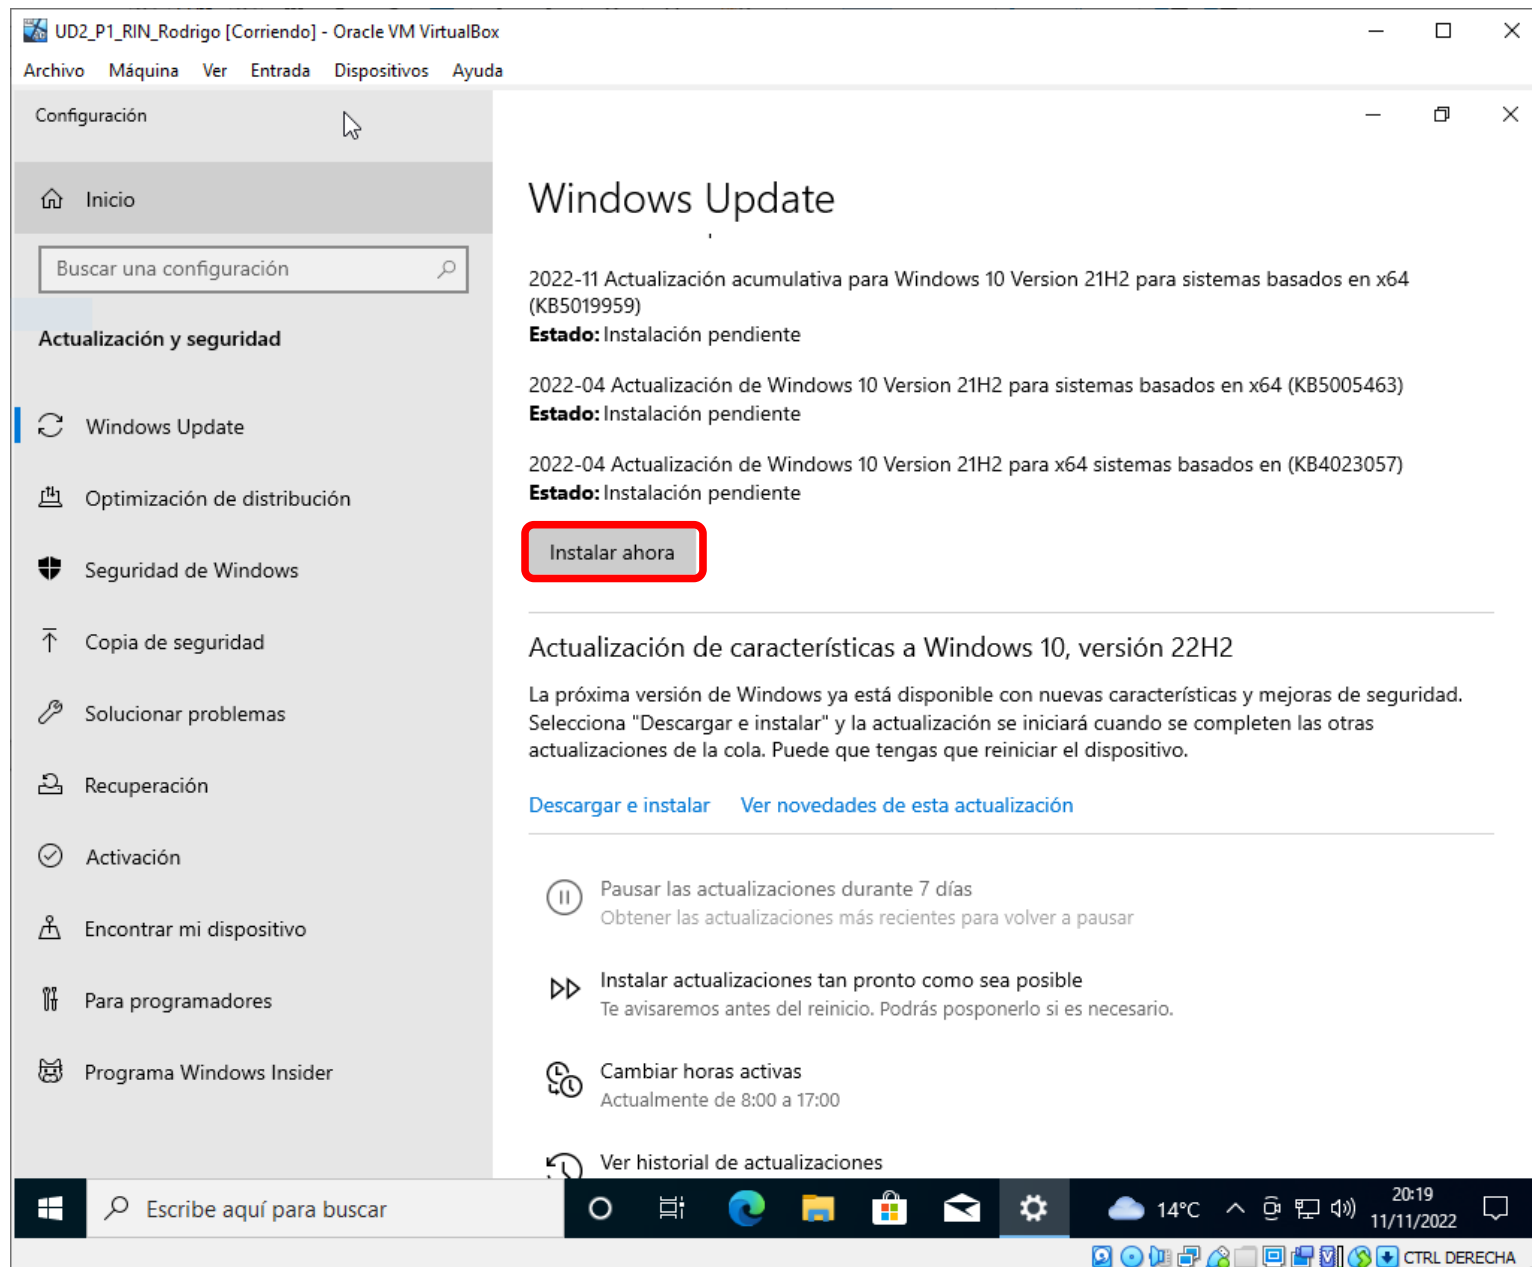 UD2_P1_RIN_Rodrigo [Corriendo] - Oracle VM VirtualBox
Archivo Máquina Ver Entrada Dispositivos Ayuda
Configuración
Inicio
Buscar una configuración
Actualización y seguridad
Windows Update
Optimización de distribución
Seguridad de Windows
Copia de seguridad
Solucionar problemas
Recuperación
Activación
Encontrar mi dispositivo
Para programadores
Programa Windows Insider
Windows Update
2022-11 Actualización acumulativa para Windows 10 Version 21H2 para sistemas basados en x64
(KB5019959)
Estado: Instalación pendiente
2022-04 Actualización de Windows 10 Version 21H2 para sistemas basados en x64 (KB5005463)
Estado: Instalación pendiente
2022-04 Actualización de Windows 10 Version 21H2 para x64 sistemas basados en (KB4023057)
Estado: Instalación pendiente
Instalar ahora
Actualización de características a Windows 10, versión 22H2
La próxima versión de Windows ya está disponible con nuevas características y mejoras de seguridad.
Selecciona "Descargar e instalar" y la actualización se iniciará cuando se completen las otras
actualizaciones de la cola. Puede que tengas que reiniciar el dispositivo.
Descargar e instalar Ver novedades de esta actualización
Pausar las actualizaciones durante 7 días
Obtener las actualizaciones más recientes para volver a pausar
Instalar actualizaciones tan pronto como sea posible
Te avisaremos antes del reinicio. Podrás posponerlo si es necesario.
Cambiar horas activas
Actualmente de 8:00 a 17:00
Ver historial de actualizaciones
Escribe aquí para buscar
14°C
20:19
11/11/2022
CTRL DERECHA